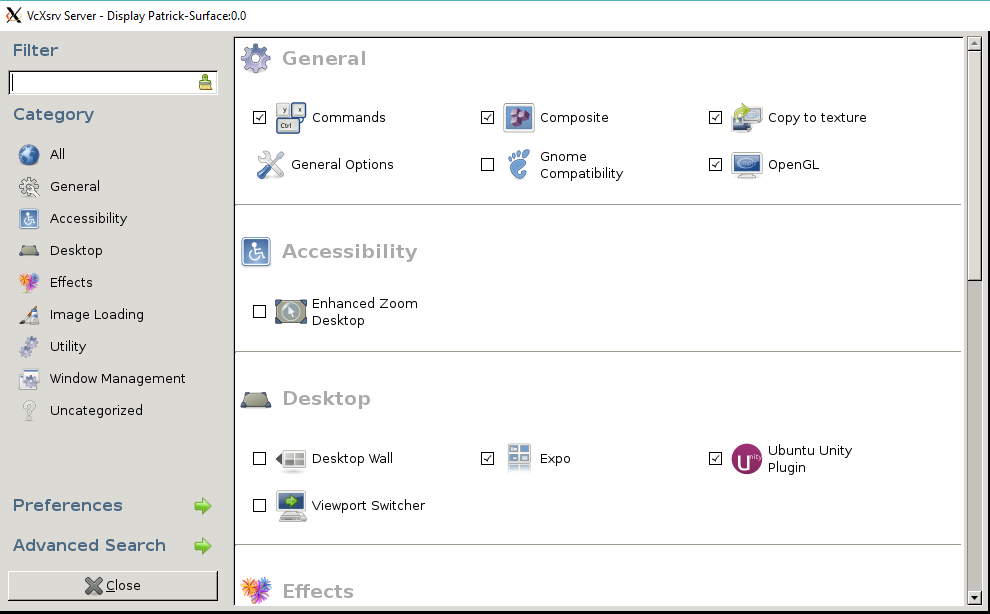 VcXsrv Server - Display Patrick-Surface:0.0
Filter
Category
All
General
Accessibility
Desktop
Effects
Image Loading
Utility
Window Management
Uncategorized
Preferences
Advanced Search
Close
General
Commands
Composite
Copy to texture
General Options
Gnome
Compatibility
OpenGL
Accessibility
Enhanced Zoom
Desktop
Desktop
Desktop Wall
Expo
Ubuntu Unity
Plugin
Viewport Switcher
Effects
y
x
Ctrl
Unity